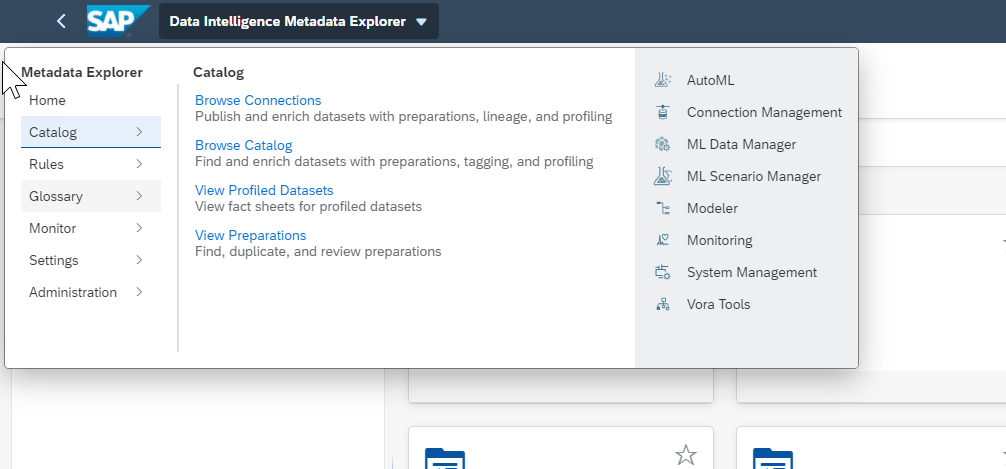 SAP
Data Intelligence Metadata Explorer
Metadata Explorer
Home
Catalog
Rules
Glossary
Monitor
Settings
Administration
Catalog
Browse Connections
Publish and enrich datasets with preparations, lineage, and profiling
Browse Catalog
Find and enrich datasets with preparations, tagging, and profiling
View Profiled Datasets
View fact sheets for profiled datasets
View Preparations
Find, duplicate, and review preparations
AutoML
Connection Management
ML Data Manager
ML Scenario Manager
Modeler
Monitoring
System Management
Vora Tools